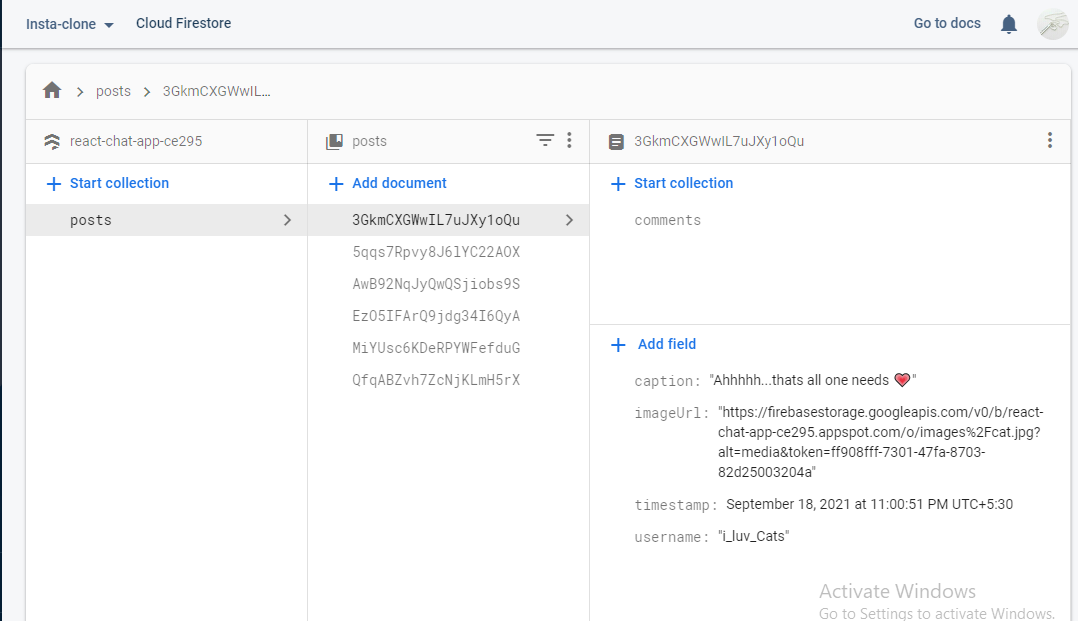 Insta-clone Cloud Firestore Go to docs
posts 3GkmCXGWwIL...
react-chat-app-ce295 posts 3GkmCXGWwIL7uJXy1oQu
Start collection Add document Start collection
posts 3GkmCXGWwIL7uJXy1oQu comments
5qqs7Rpvy8J6lYC22AOX
AwB92NqJyQwQSjiobs9S
EzO5IFArQ9jdg34I6QyA
MiYUsc6KDeRPYWFefduG
QfqABZvh7ZcNjKLmH5rX
Add field
caption: "Ahhhhh...thats all one needs 💗"
imageUrl: "https://firebasestorage.googleapis.com/v0/b/react-
chat-app-ce295.appspot.com/o/images%2Fcat.jpg?
alt=media&token=ff908fff-7301-47fa-8703-
82d25003204a"
timestamp: September 18, 2021 at 11:00:51 PM UTC+5:30
username: "i_luv_Cats"
Activate Windows
Go to Settings to activate Windows.